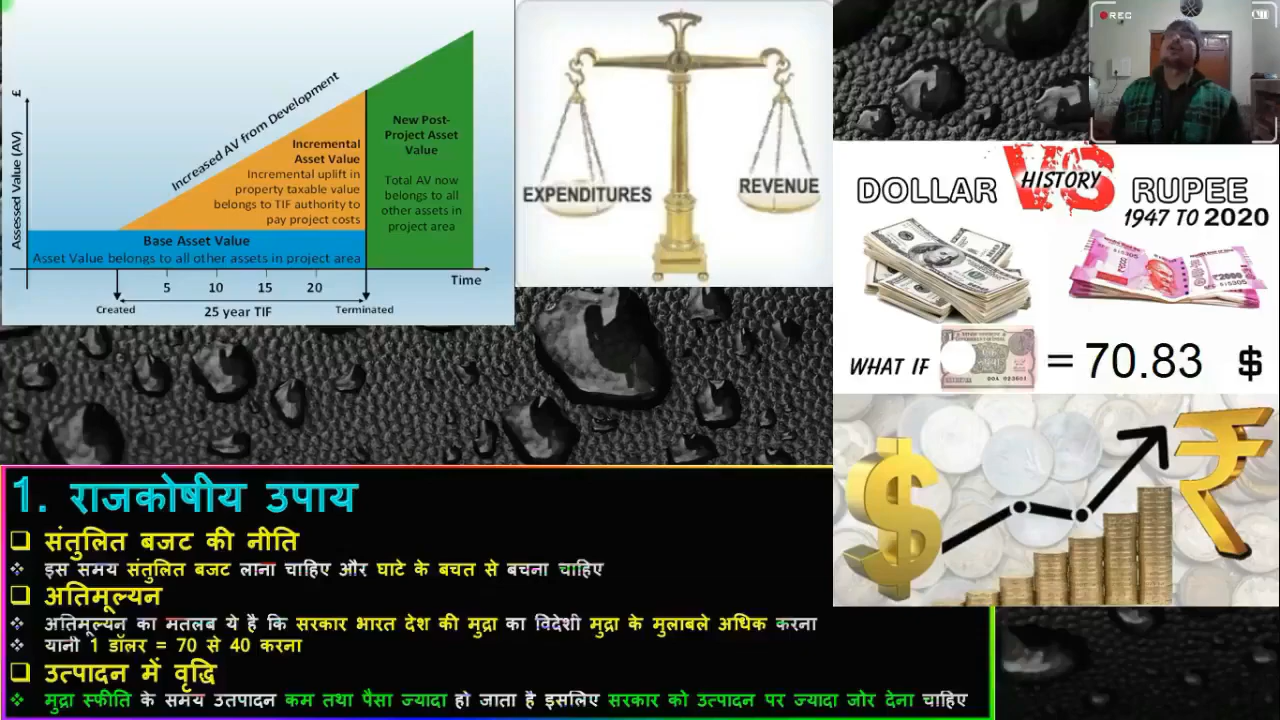 £
Assessed Value (AV)
Increased AV from Development
Incremental
Asset Value
Incremental uplift in
property taxable value
belongs to TIF authority to
pay project costs
New Post-
Project Asset
Value
Total AV now
belongs to all
other assets in
project area
Base Asset Value
Asset Value belongs to all other assets in project area
Time
5 10 15 20
Created
25 year TIF
Terminated
EXPENDITURES
REVENUE
REC
DOLLAR VS RUPEE
HISTORY
1947 TO 2020
WHAT IF = 70.83 $
1. राजकोषीय उपाय
❑ संतुलित बजट की नीति
❖ इस समय संतुलित बजट लाना चाहिए और घाटे के बचत से बचना चाहिए
❑ अतिमूल्यन
❖ अतिमूल्यन का मतलब ये है कि सरकार भारत देश की मुद्रा का विदेशी मुद्रा के मुलाबले अधिक करना
❖ यानी 1 डॉलर = 70 से 40 करना
❑ उत्पादन में वृद्धि
❖ मुद्रा स्फीति के समय उतपादन कम तथा पैसा ज्यादा हो जाता है इसलिए सरकार को उत्पादन पर ज्यादा जोर देना चाहिए